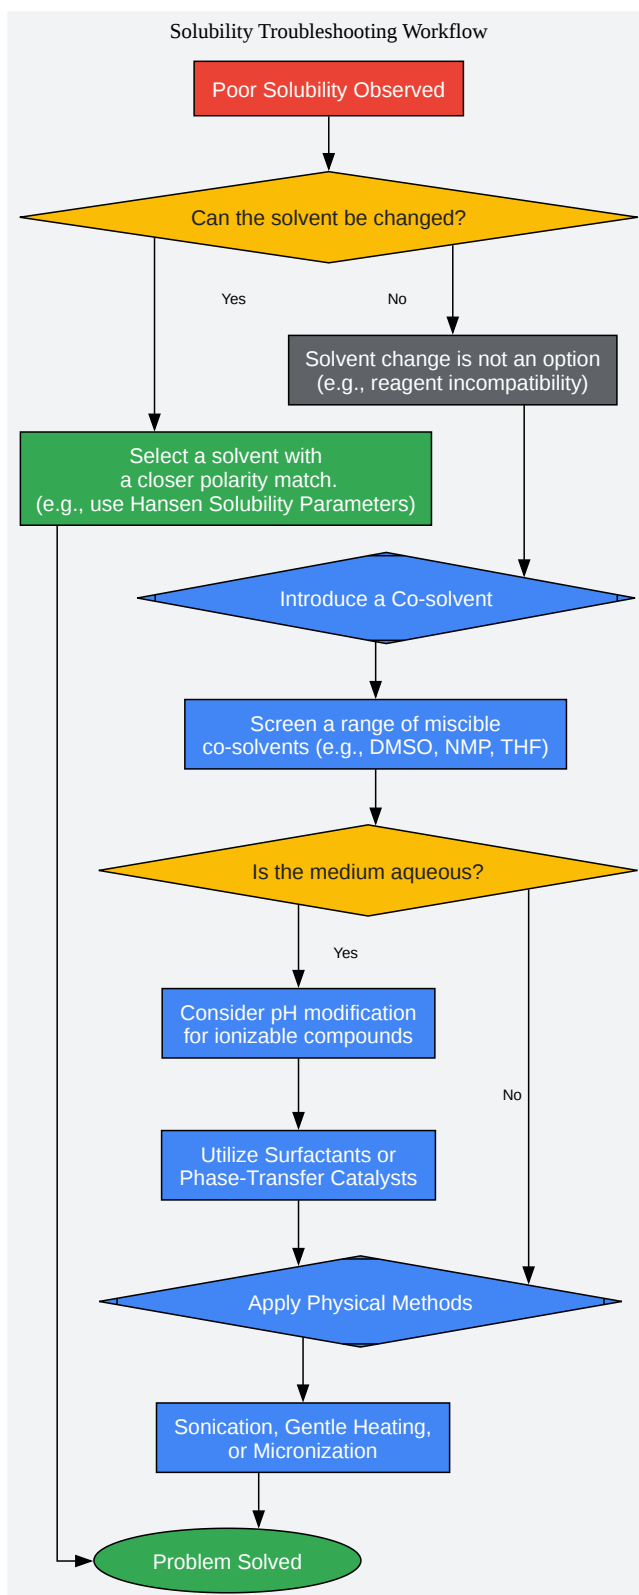 Solubility Troubleshooting Workflow
Poor Solubility Observed
Can the solvent be changed?
Yes
No
Solvent change is not an option
(e.g., reagent incompatibility)
Select a solvent with
a closer polarity match.
(e.g., use Hansen Solubility Parameters)
Introduce a Co-solvent
Screen a range of miscible
co-solvents (e.g., DMSO, NMP, THF)
Is the medium aqueous?
Yes
Consider pH modification
for ionizable compounds
No
Utilize Surfactants or
Phase-Transfer Catalysts
Apply Physical Methods
Sonication, Gentle Heating,
or Micronization
Problem Solved